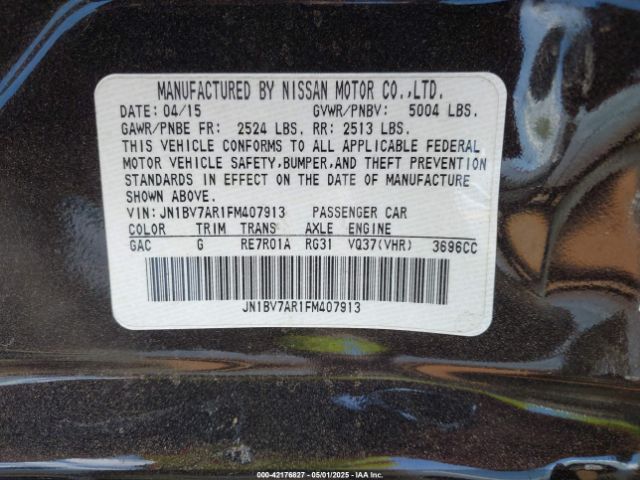 MANUFACTURED BY NISSAN MOTOR CO.,LTD.
DATE: 04/15 GVWR/PNBV: 5004 LBS.
GAWR/PNBE FR: 2524 LBS. RR: 2513 LBS.
THIS VEHICLE CONFORMS TO ALL APPLICABLE FEDERAL
MOTOR VEHICLE SAFETY,BUMPER,AND THEFT PREVENTION
STANDARDS IN EFFECT ON THE DATE OF MANUFACTURE
SHOWN ABOVE.
VIN: JN1BV7AR1FM407913 PASSENGER CAR
COLOR TRIM TRANS AXLE ENGINE
GAC G RE7R01A RG31 VQ37(VHR) 3696CC
JN1BV7AR1FM407913
000-42176827 - 05/01/2025 - IAA Inc.